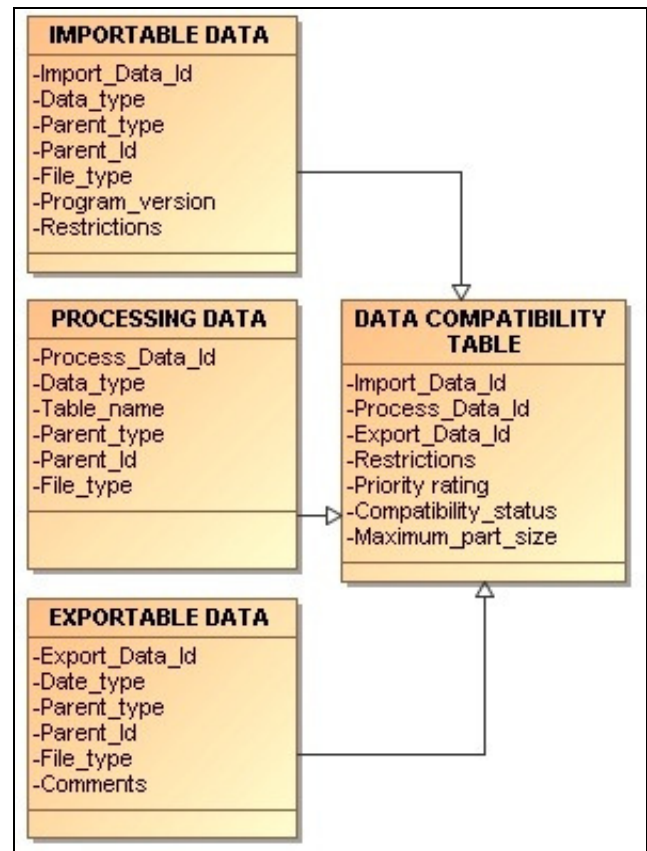 IMPORTABLE DATA
-Import_Data_Id
-Data_type
-Parent_type
-Parent_Id
-File_type
-Program_version
-Restrictions
PROCESSING DATA
-Process_Data_Id
-Data_type
-Table_name
-Parent_type
-Parent_Id
-File_type
DATA COMPATIBILITY
TABLE
-Import_Data_Id
-Process_Data_Id
-Export_Data_Id
-Restrictions
-Priority rating
-Compatibility_status
-Maximum_part_size
EXPORTABLE DATA
-Export_Data_Id
-Date_type
-Parent_type
-Parent_Id
-File_type
-Comments